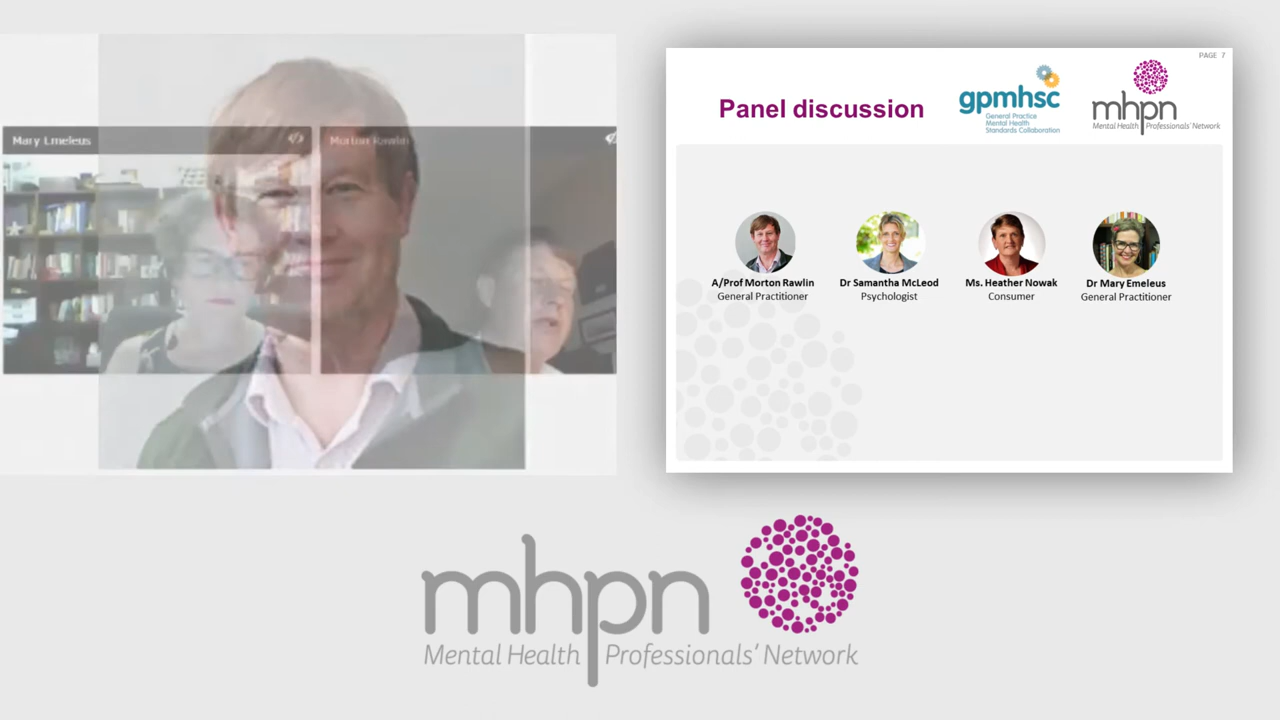 Mary Emeleus
Morton Rawlin
PAGE 7
Panel discussion
gpmhsc
General Practice
Mental Health
Standards Collaboration
mhpn
Mental Health Professionals' Network
A/Prof Morton Rawlin
General Practitioner
Dr Samantha McLeod
Psychologist
Ms. Heather Nowak
Consumer
Dr Mary Emeleus
General Practitioner
mhpn
Mental Health Professionals' Network